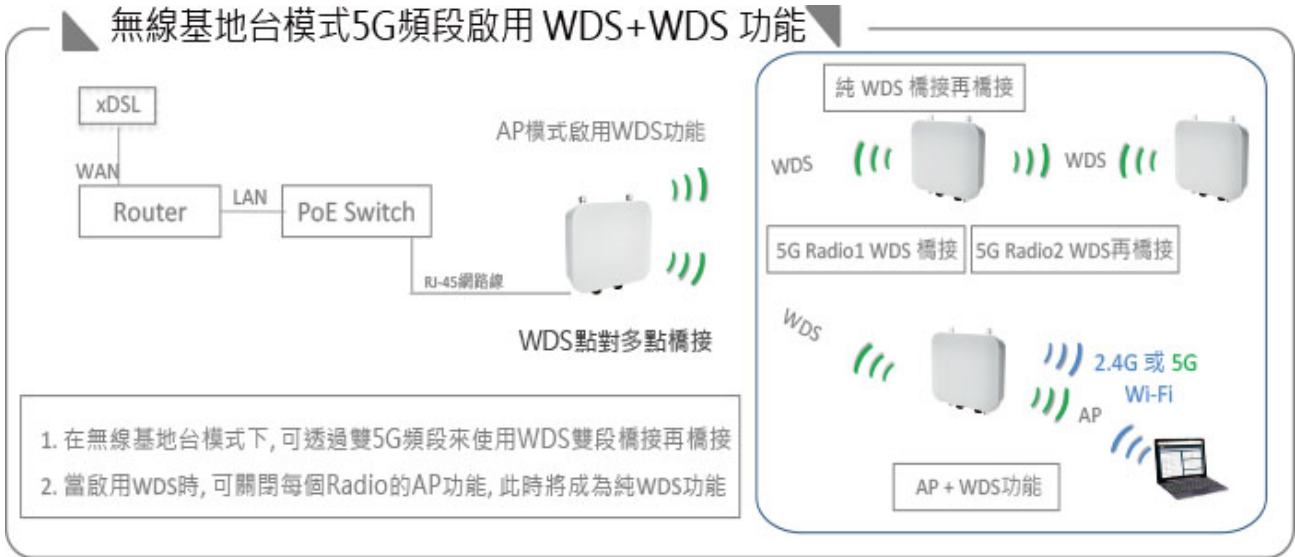 無線基地台模式5G頻段啟用 WDS+WDS 功能
xDSL
WAN
Router
LAN
PoE Switch
RJ-45網路線
AP模式啟用WDS功能
WDS點對多點橋接
1. 在無線基地台模式下, 可透過雙5G頻段來使用WDS雙段橋接再橋接
2. 當啟用WDS時, 可關閉每個Radio的AP功能, 此時將成為純WDS功能
純 WDS 橋接再橋接
WDS
WDS
5G Radio1 WDS 橋接
5G Radio2 WDS再橋接
WDS
2.4G 或 5G
Wi-Fi
AP
AP + WDS功能